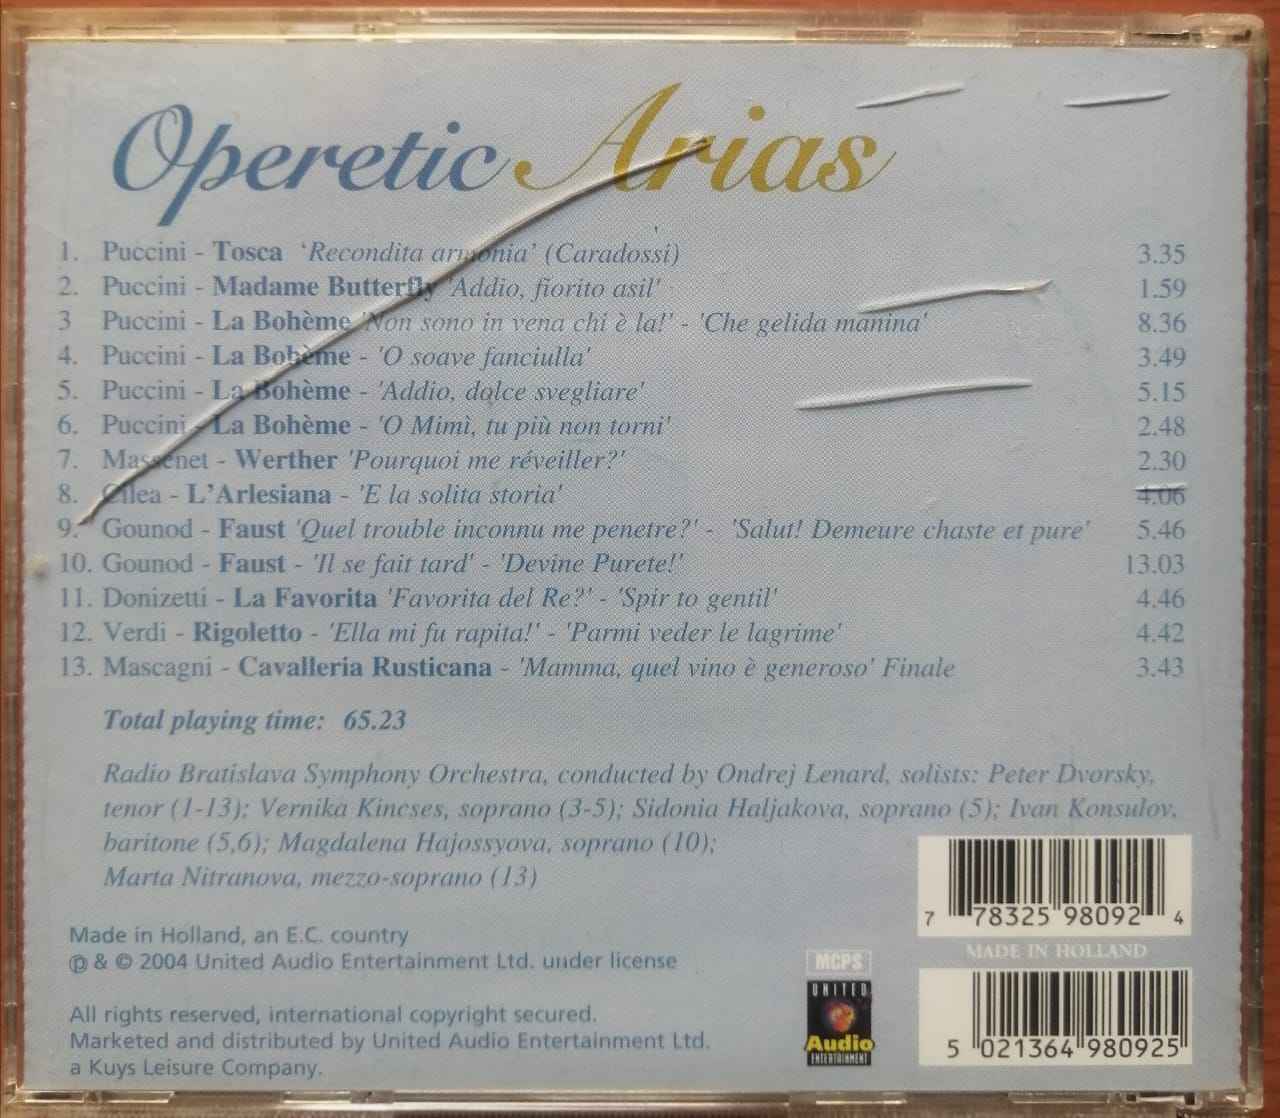 Operetic Arias
1. Puccini - Tosca 'Recondita armonia' (Caradossi) 3.35
2. Puccini - Madame Butterfly 'Addio, fiorito asil' 1.59
3 Puccini - La Bohème 'Non sono in vena chi è la!' - 'Che gelida manina' 8.36
4. Puccini - La Bohème - 'O soave fanciulla' 3.49
5. Puccini - La Bohème - 'Addio, dolce svegliare' 5.15
6. Puccini - La Bohème - 'O Mimì, tu più non torni' 2.48
7. Massenet - Werther 'Pourquoi me réveiller?' 2.30
8. Cilea - L'Arlesiana - 'E la solita storia' 4.06
9. Gounod - Faust 'Quel trouble inconnu me penetre?' - 'Salut! Demeure chaste et pure' 5.46
10. Gounod - Faust - 'Il se fait tard' - 'Devine Purete!' 13.03
11. Donizetti - La Favorita 'Favorita del Re?' - 'Spir to gentil' 4.46
12. Verdi - Rigoletto - 'Ella mi fu rapita!' - 'Parmi veder le lagrime' 4.42
13. Mascagni - Cavalleria Rusticana - 'Mamma, quel vino è generoso' Finale 3.43
Total playing time: 65.23
Radio Bratislava Symphony Orchestra, conducted by Ondrej Lenard, solists: Peter Dvorsky,
tenor (1-13); Vernika Kincses, soprano (3-5); Sidonia Haljakova, soprano (5); Ivan Konsulov,
baritone (5,6); Magdalena Hajossyova, soprano (10);
Marta Nitranova, mezzo-soprano (13)
Made in Holland, an E.C. country
℗ & © 2004 United Audio Entertainment Ltd. under license
All rights reserved, international copyright secured.
Marketed and distributed by United Audio Entertainment Ltd.
a Kuys Leisure Company.
MCPS
UNITED
Audio
ENTERTAINMENT
7 78325 98092 4
MADE IN HOLLAND
5 021364 980925